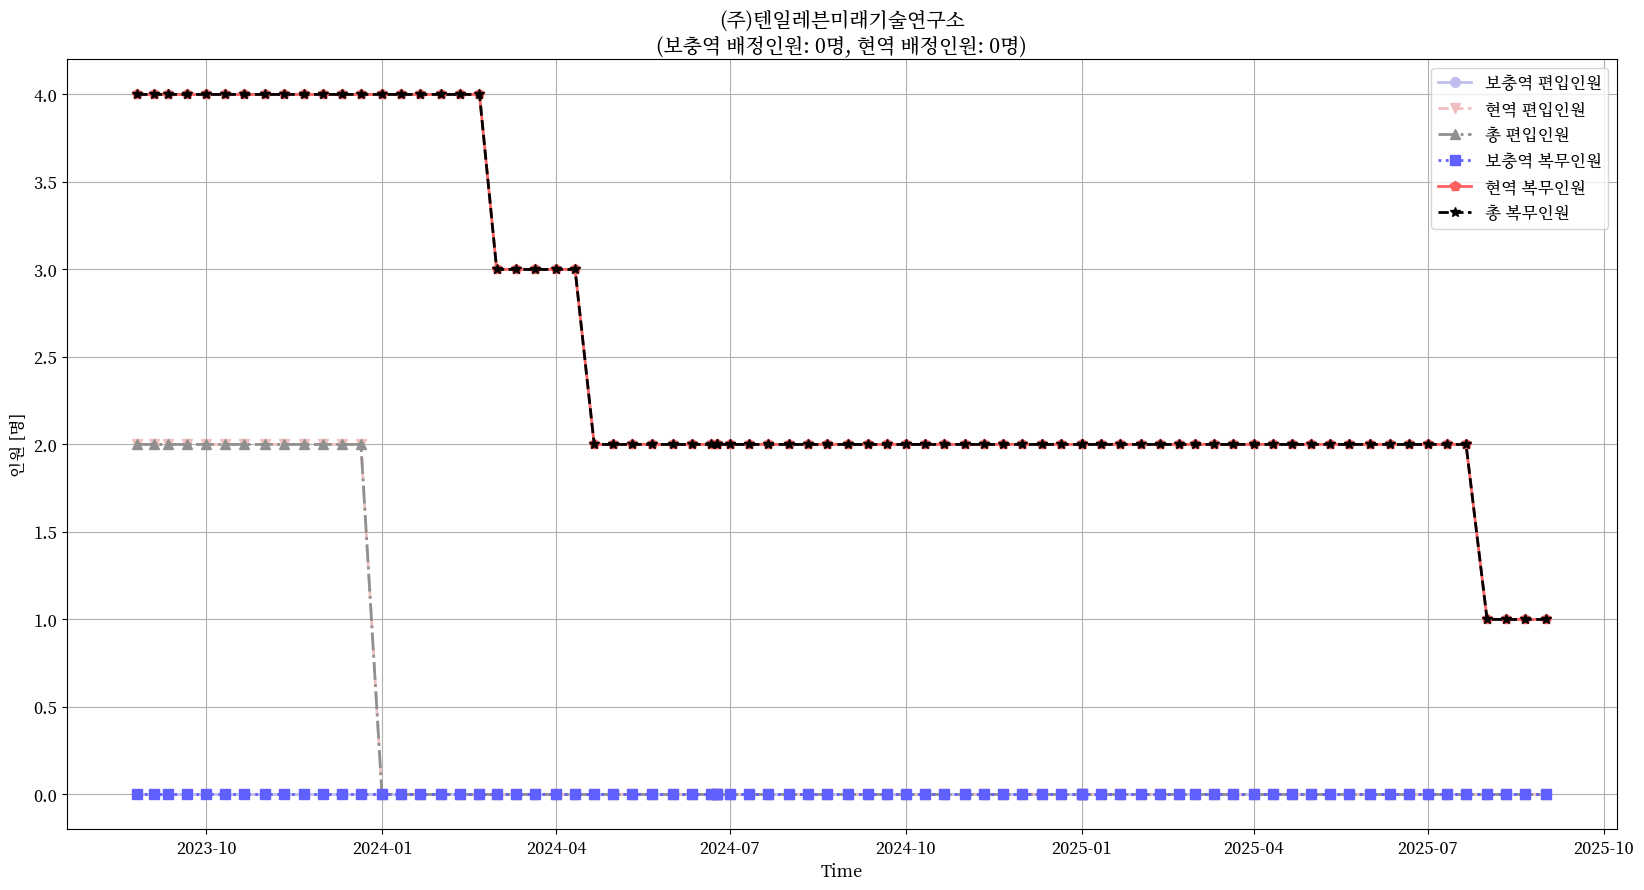 (주)텐일레븐미래기술연구소
(보충역 배정인원: 0명, 현역 배정인원: 0명)
보충역 편입인원
현역 편입인원
총 편입인원
보충역 복무인원
현역 복무인원
총 복무인원
인원 [명]
4.0
3.5
3.0
2.5
2.0
1.5
1.0
0.5
0.0
2023-10
2024-01
2024-04
2024-07
2024-10
2025-01
2025-04
2025-07
2025-10
Time